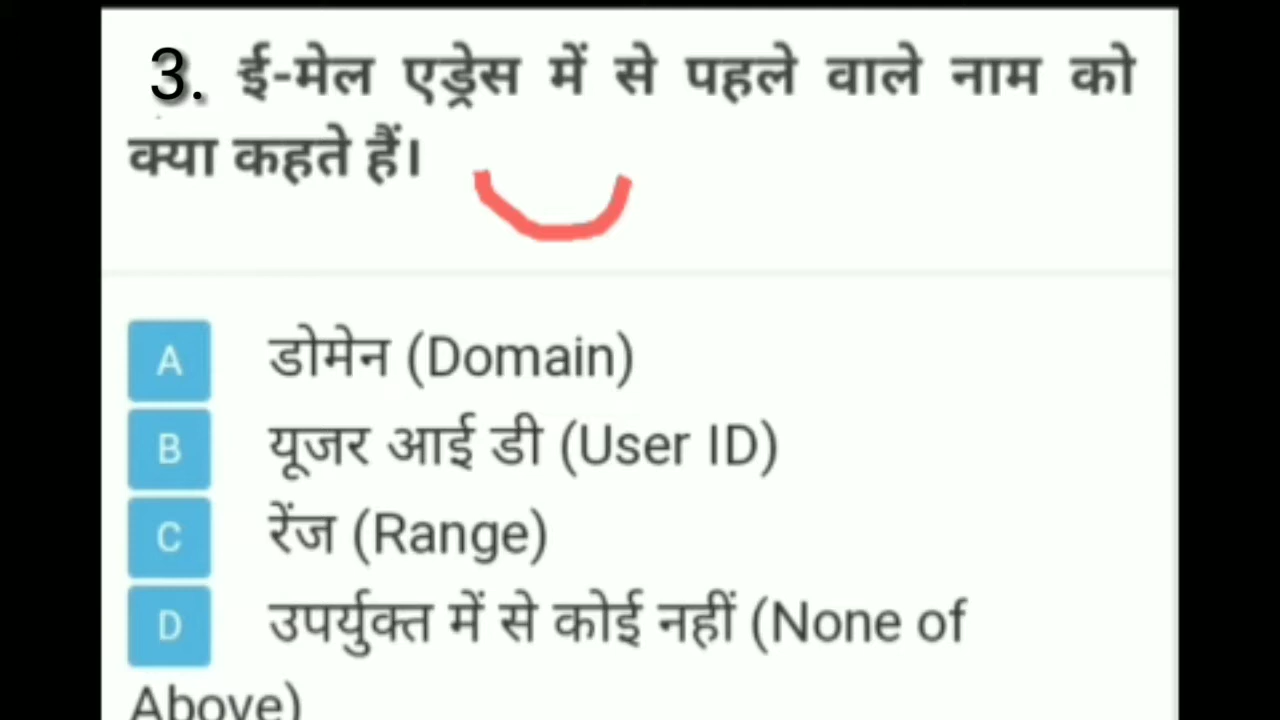 3. ई-मेल एड्रेस में से पहले वाले नाम को
क्या कहते हैं।
A डोमेन (Domain)
B यूजर आई डी (User ID)
C रेंज (Range)
D उपर्युक्त में से कोई नहीं (None of
Above)